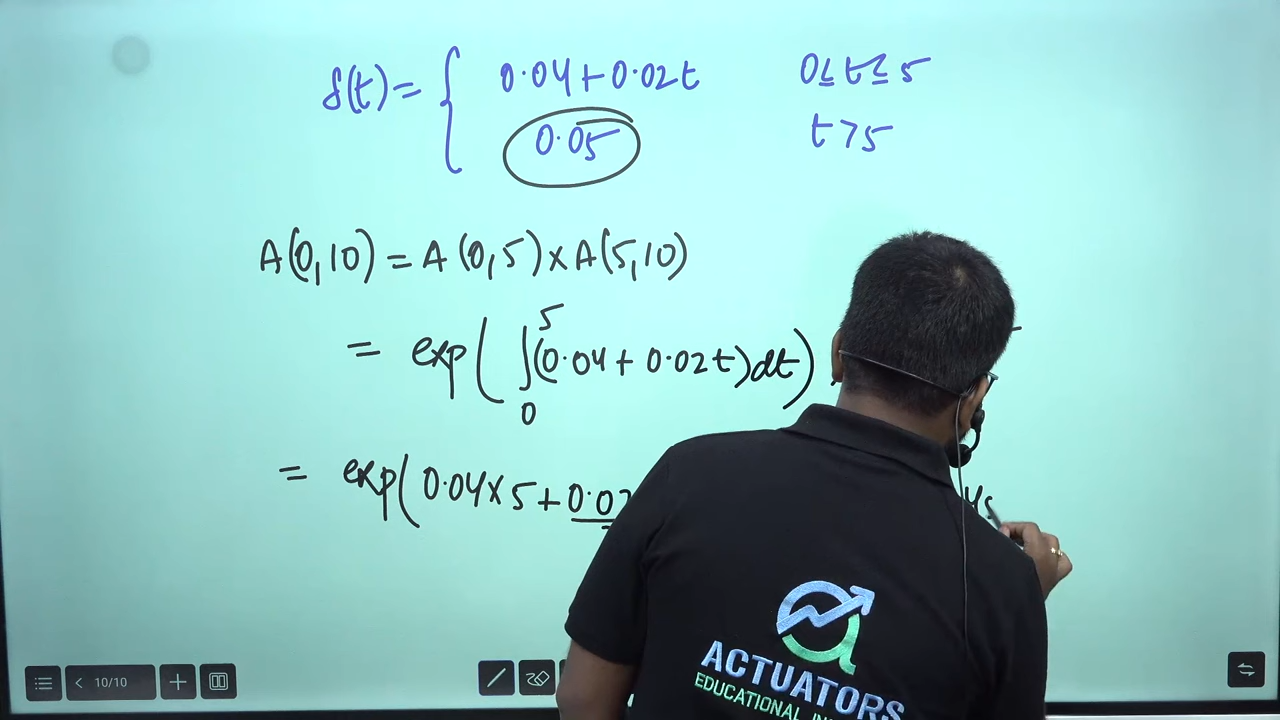 δ(t) = { 0.04 + 0.02t 0 ≤ t ≤ 5
0.05 t > 5
A(0,10) = A(0,5) × A(5,10)
= exp( ∫₀⁵ (0.04 + 0.02t)dt )
= exp( 0.04 × 5 + 0.02
10/10
ACTUATORS
EDUCATIONAL